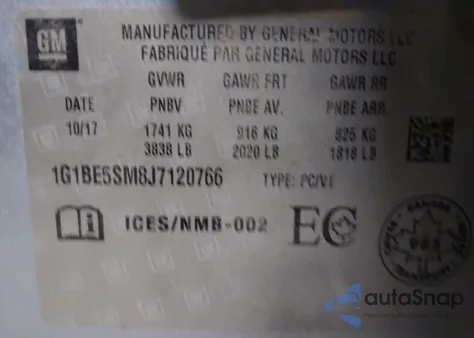 GM
MANUFACTURED BY GENERAL MOTORS LLC
FABRIQUÉ PAR GENERAL MOTORS LLC
GVWR GAWR FRT GAWR RR
DATE PNBV PNBE AV. PNBE ARR.
10/17 1741 KG 916 KG 825 KG
3838 LB 2020 LB 1818 LB
1G1BE5SM8J7120766 TYPE: PC/VT
ICES/NMB-002 EC
CANADA
autoSnap